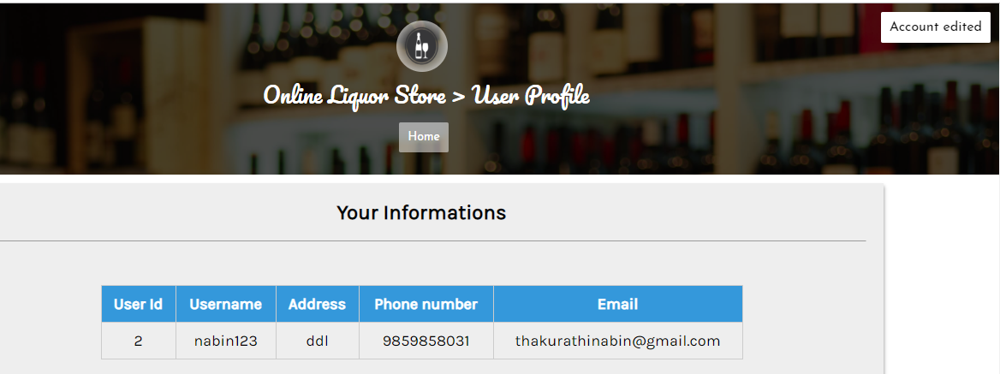 Account edited
Online Liquor Store > User Profile
Home
Your Informations
User Id Username Address Phone number Email
2 nabin123 ddl 9859858031 thakurathinabin@gmail.com